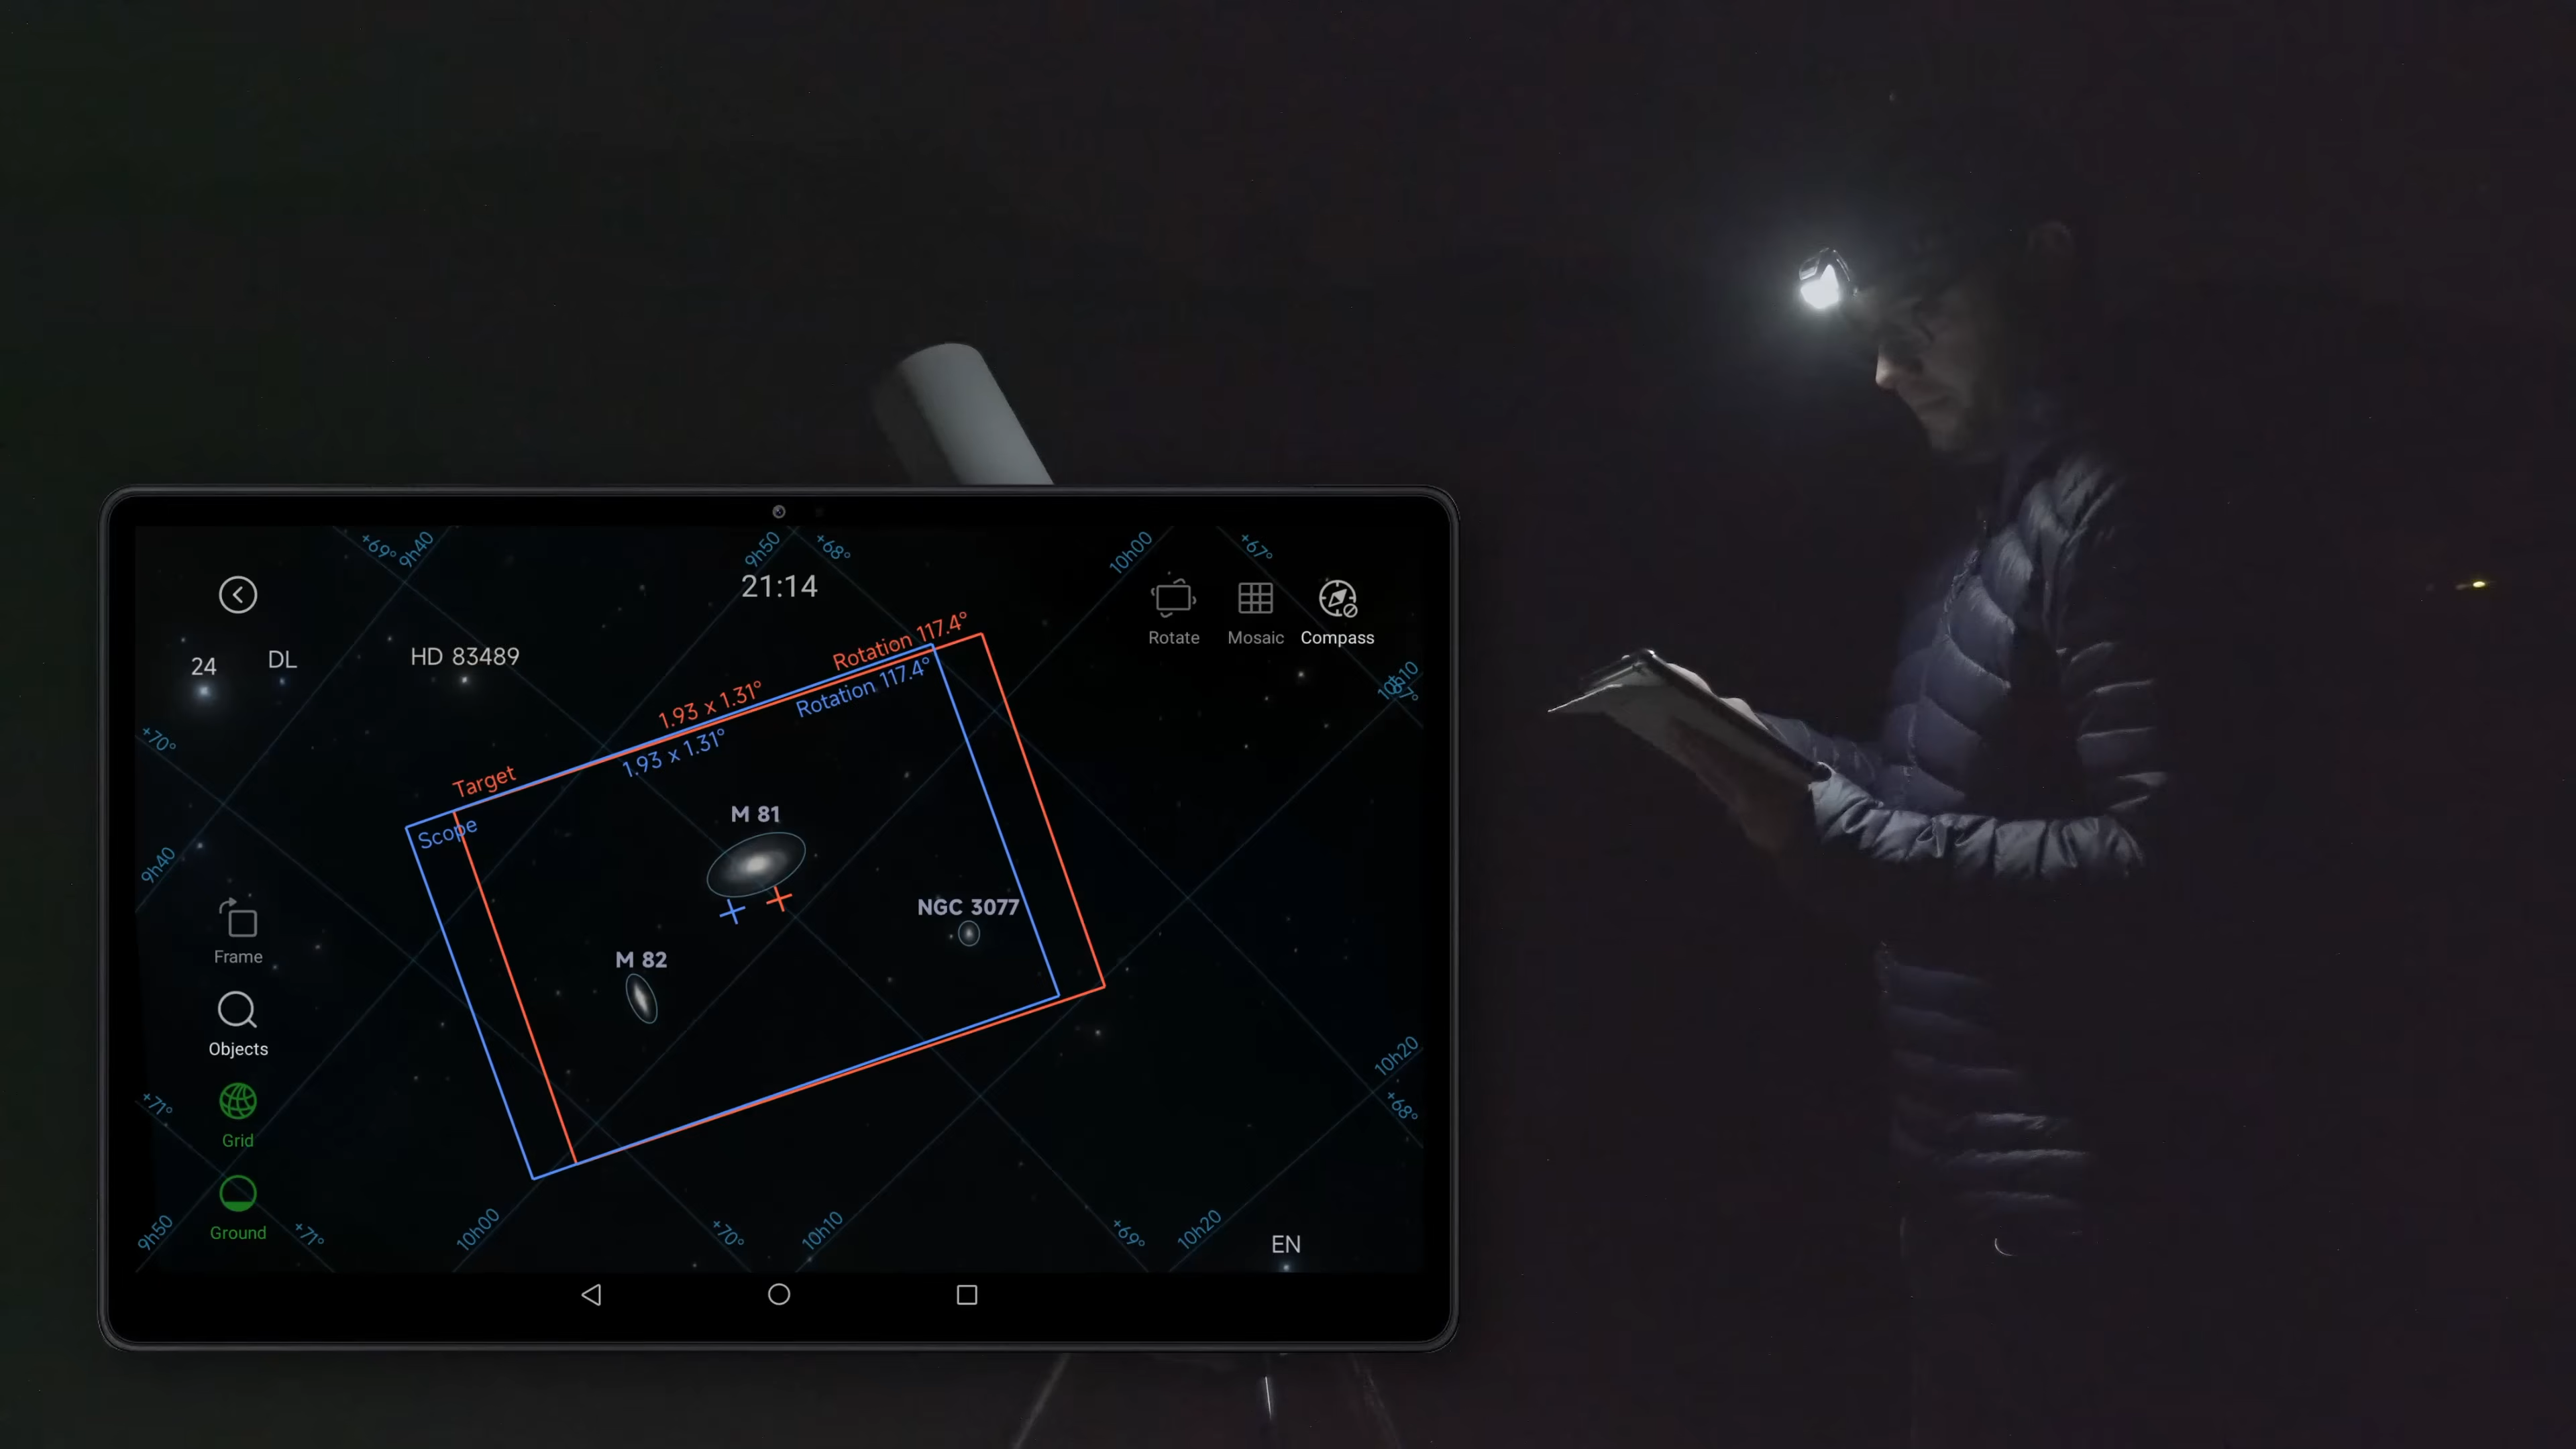 +69°
9h40
9h50
+68°
10h00
+67°
21:14
Rotate
Mosaic
Compass
24
DL
HD 83489
Rotation 117.4°
Rotation 117.4°
1.93 x 1.31°
1.93 x 1.31°
10h10
+70°
Target
Scope
M 81
9h40
NGC 3077
Frame
M 82
Objects
10h20
+71°
+68°
Grid
Ground
9h50
+71°
10h00
+70°
10h10
+69°
10h20
EN